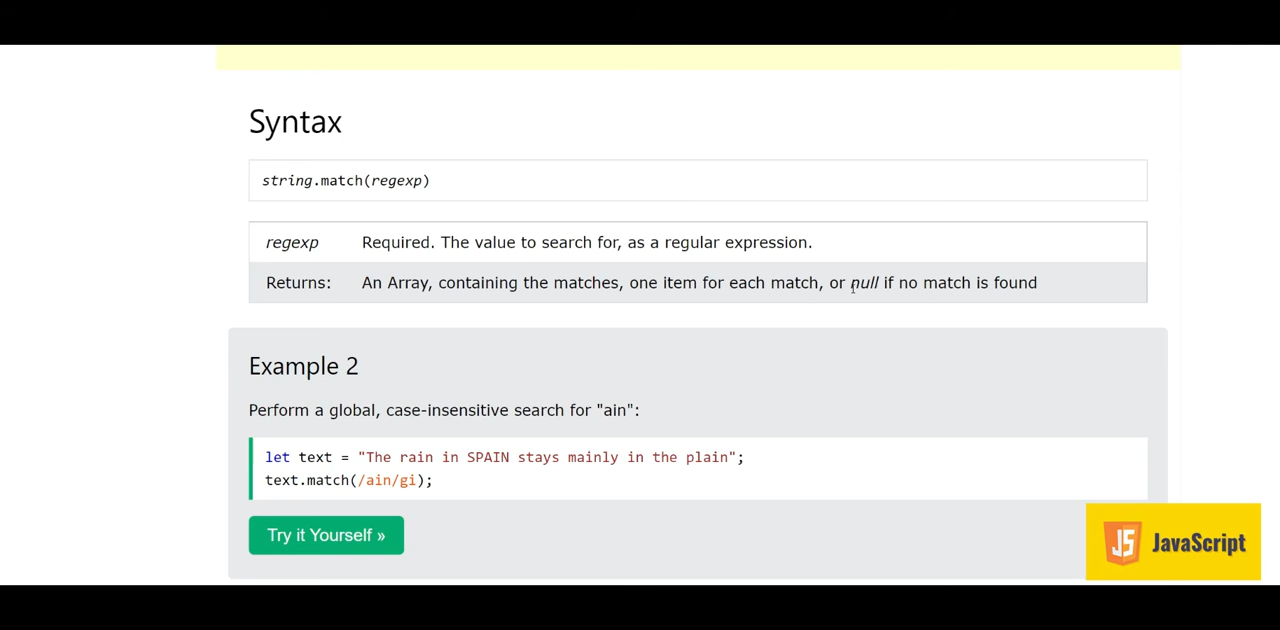 Syntax
string.match(regexp)
regexp Required. The value to search for, as a regular expression.
Returns: An Array, containing the matches, one item for each match, or null if no match is found
Example 2
Perform a global, case-insensitive search for "ain":
let text = "The rain in SPAIN stays mainly in the plain";
text.match(/ain/gi);
Try it Yourself »
JS JavaScript